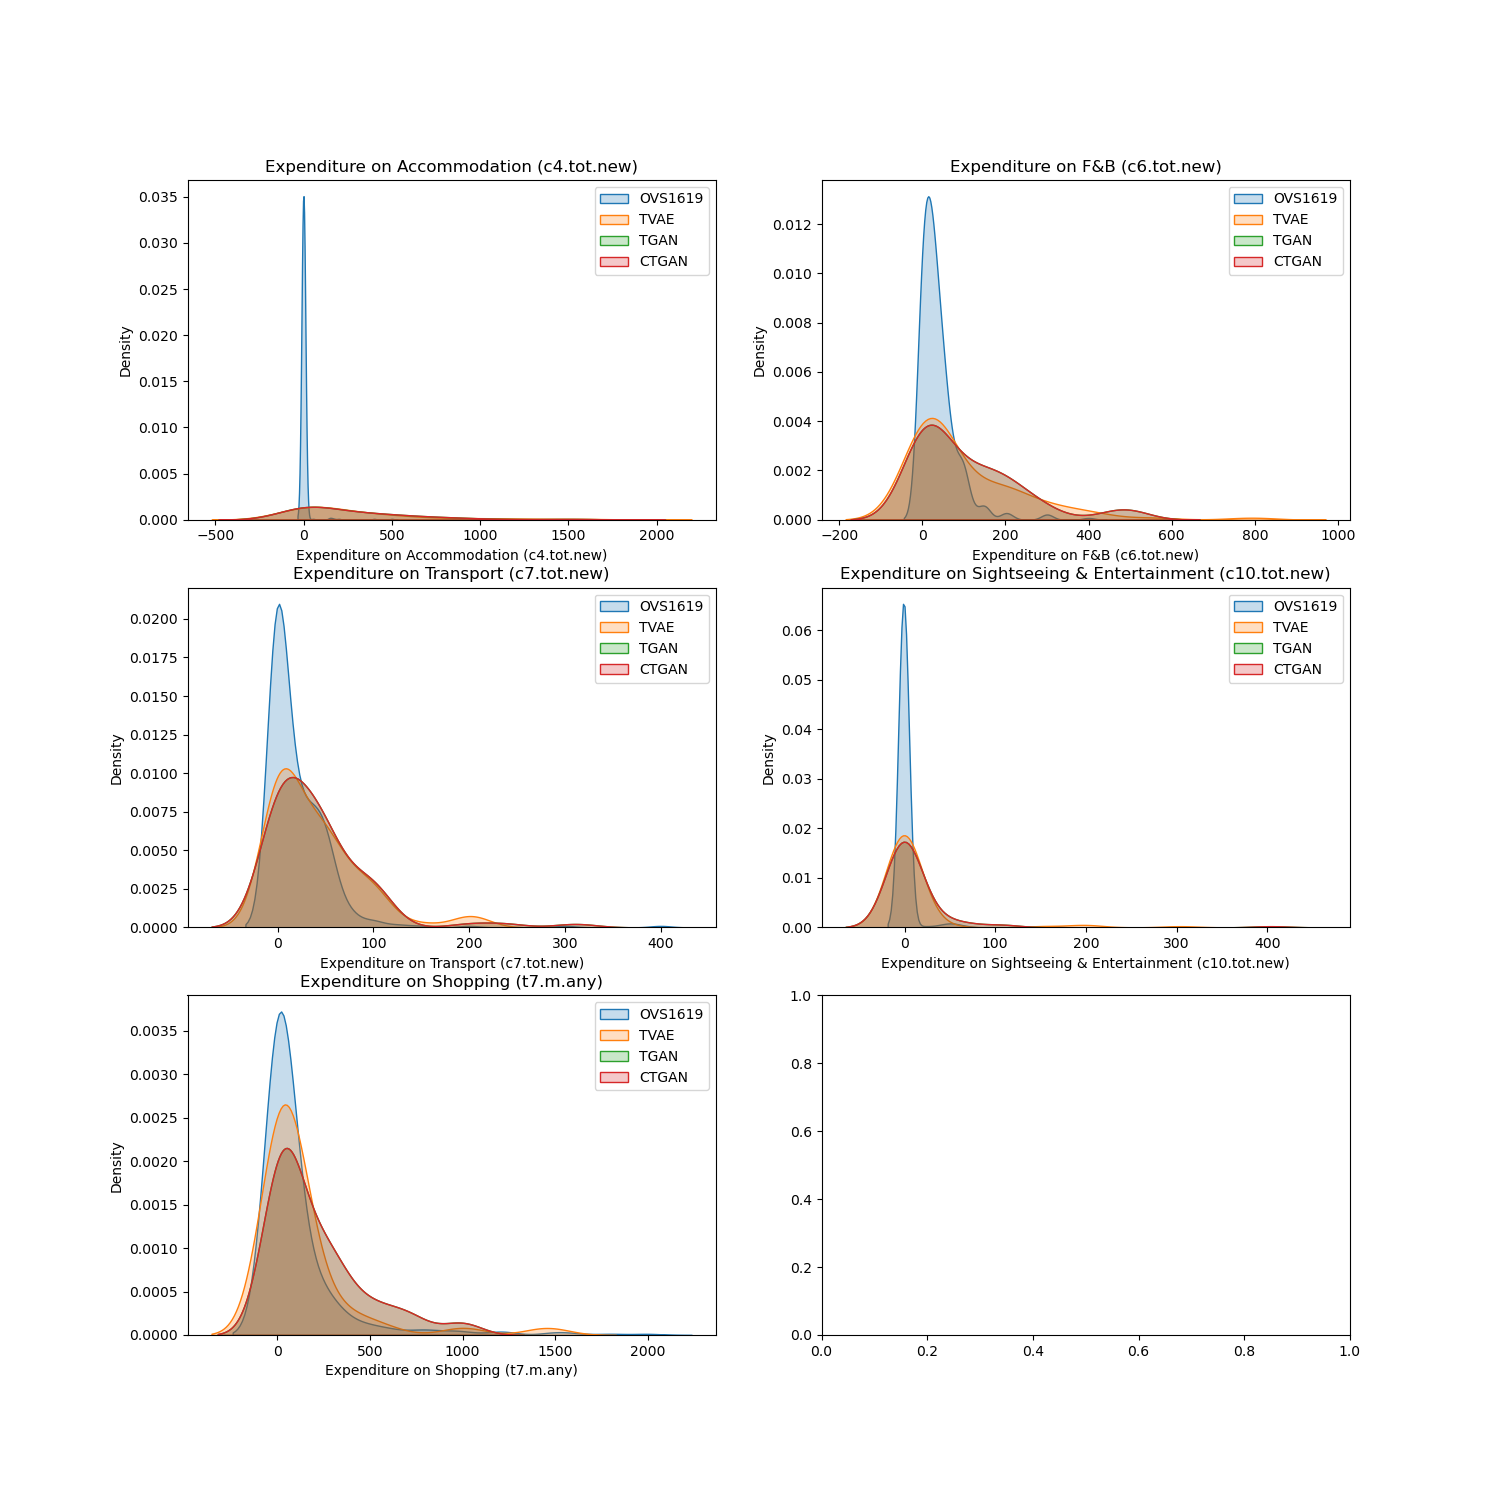 Expenditure on Accommodation (c4.tot.new)
Density
0.035
0.030
0.025
0.020
0.015
0.010
0.005
0.000
−500 0 500 1000 1500 2000
Expenditure on Accommodation (c4.tot.new)
OVS1619
TVAE
TGAN
CTGAN
Expenditure on F&B (c6.tot.new)
Density
0.012
0.010
0.008
0.006
0.004
0.002
0.000
−200 0 200 400 600 800 1000
Expenditure on F&B (c6.tot.new)
OVS1619
TVAE
TGAN
CTGAN
Expenditure on Transport (c7.tot.new)
Density
0.0200
0.0175
0.0150
0.0125
0.0100
0.0075
0.0050
0.0025
0.0000
0 100 200 300 400
Expenditure on Transport (c7.tot.new)
OVS1619
TVAE
TGAN
CTGAN
Expenditure on Sightseeing & Entertainment (c10.tot.new)
Density
0.06
0.05
0.04
0.03
0.02
0.01
0.00
0 100 200 300 400
Expenditure on Sightseeing & Entertainment (c10.tot.new)
OVS1619
TVAE
TGAN
CTGAN
Expenditure on Shopping (t7.m.any)
Density
0.0035
0.0030
0.0025
0.0020
0.0015
0.0010
0.0005
0.0000
0 500 1000 1500 2000
Expenditure on Shopping (t7.m.any)
OVS1619
TVAE
TGAN
CTGAN
1.0
0.8
0.6
0.4
0.2
0.0
0.0 0.2 0.4 0.6 0.8 1.0